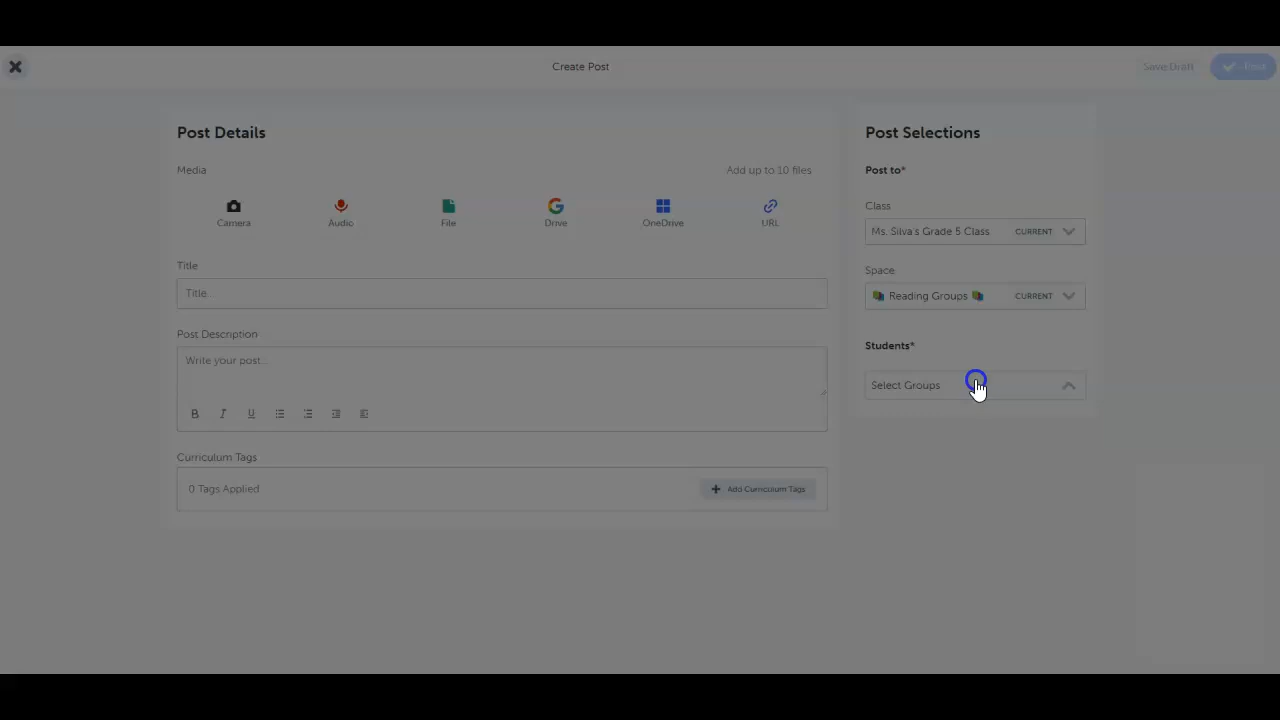 Create Post
Save Draft
Post
Post Details
Media
Add up to 10 files
Camera
Audio
File
Drive
OneDrive
URL
Title
Title...
Post Description
Write your post...
B I U
Curriculum Tags
0 Tags Applied
Add Curriculum Tags
Post Selections
Post to*
Class
Ms. Silva's Grade 5 Class CURRENT
Space
Reading Groups CURRENT
Students*
Select Groups